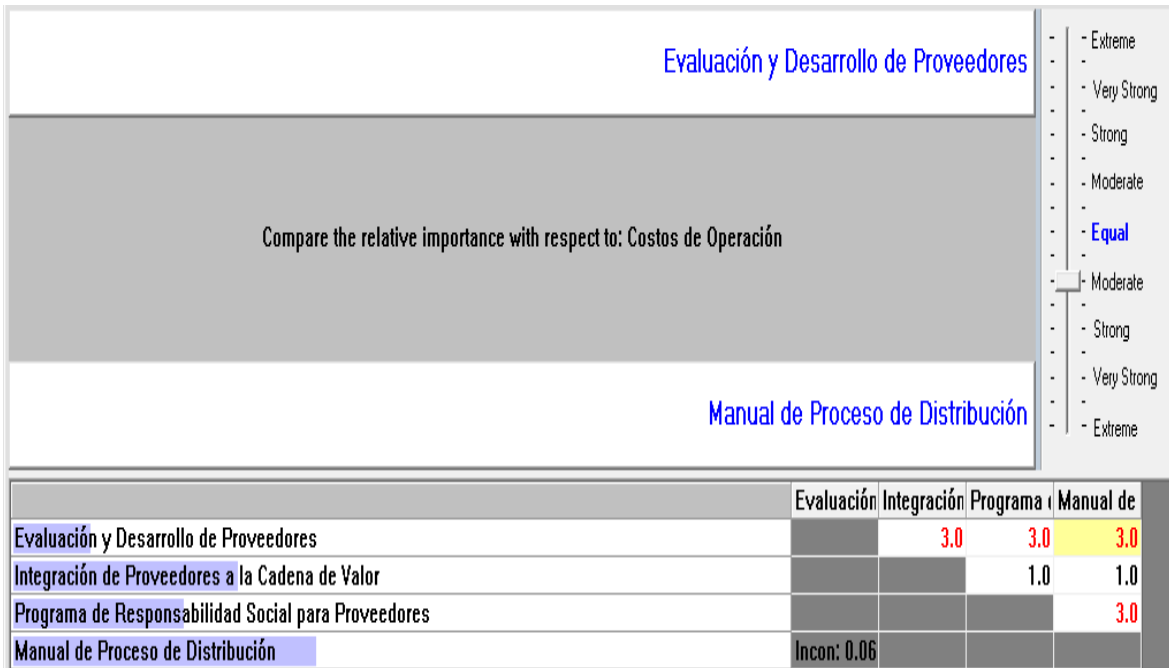 Evaluación y Desarrollo de Proveedores
Compare the relative importance with respect to: Costos de Operación
Manual de Proceso de Distribución
Extreme
Very Strong
Strong
Moderate
Equal
Moderate
Strong
Very Strong
Extreme
Evaluación Integración Programa Manual de
Evaluación y Desarrollo de Proveedores 3.0 3.0 3.0
Integración de Proveedores a la Cadena de Valor 1.0 1.0
Programa de Responsabilidad Social para Proveedores 3.0
Manual de Proceso de Distribución Incon: 0.06